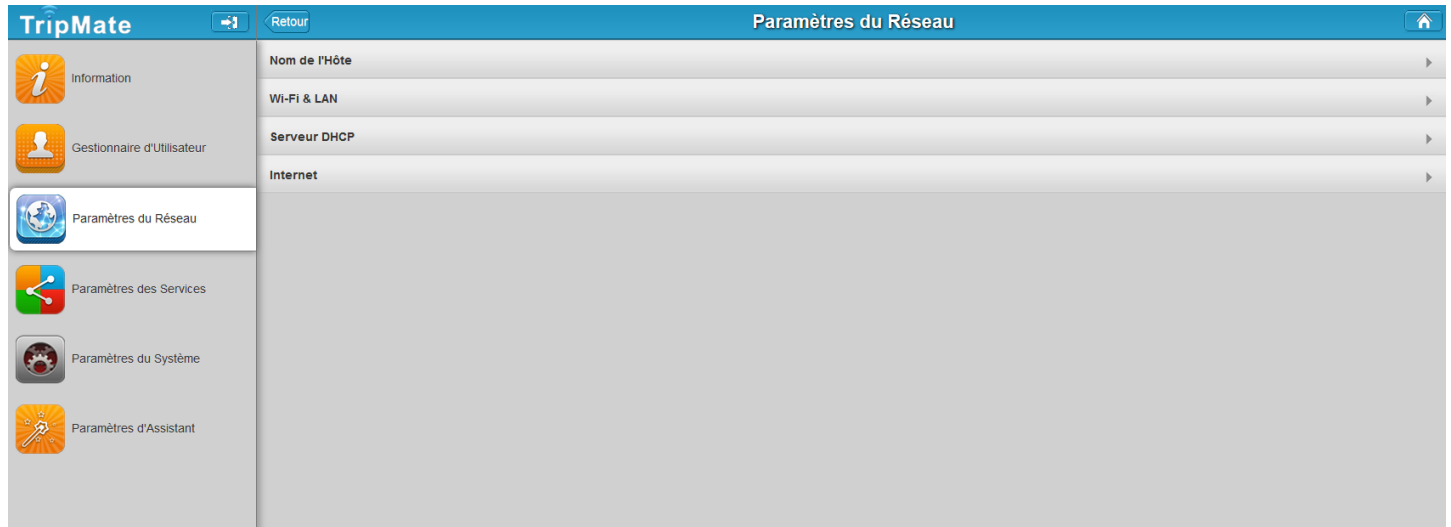 TripMate
Retour
Paramètres du Réseau
Information
Gestionnaire d'Utilisateur
Paramètres du Réseau
Paramètres des Services
Paramètres du Système
Paramètres d'Assistant
Nom de l'Hôte
Wi-Fi & LAN
Serveur DHCP
Internet